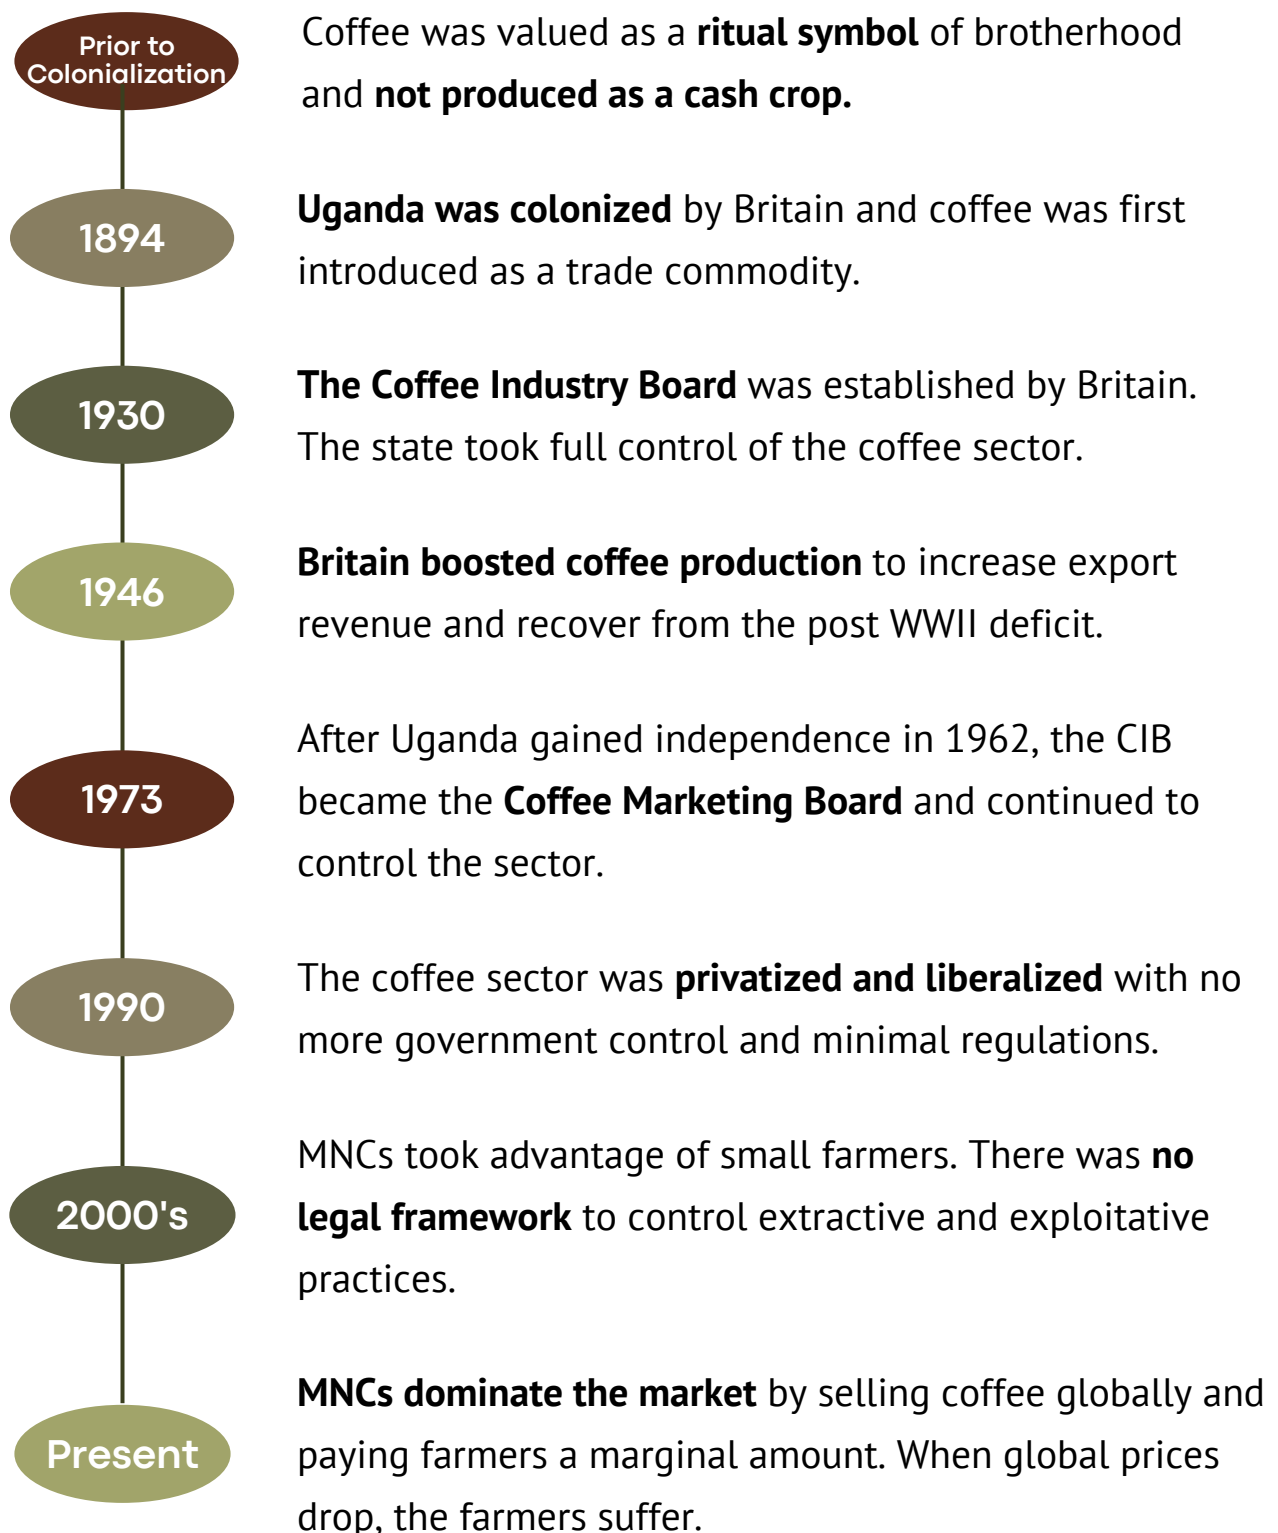 Prior to
Colonialization
Coffee was valued as a ritual symbol of brotherhood
and not produced as a cash crop.
1894
Uganda was colonized by Britain and coffee was first
introduced as a trade commodity.
1930
The Coffee Industry Board was established by Britain.
The state took full control of the coffee sector.
1946
Britain boosted coffee production to increase export
revenue and recover from the post WWII deficit.
1973
After Uganda gained independence in 1962, the CIB
became the Coffee Marketing Board and continued to
control the sector.
1990
The coffee sector was privatized and liberalized with no
more government control and minimal regulations.
2000's
MNCs took advantage of small farmers. There was no
legal framework to control extractive and exploitative
practices.
Present
MNCs dominate the market by selling coffee globally and
paying farmers a marginal amount. When global prices
drop, the farmers suffer.